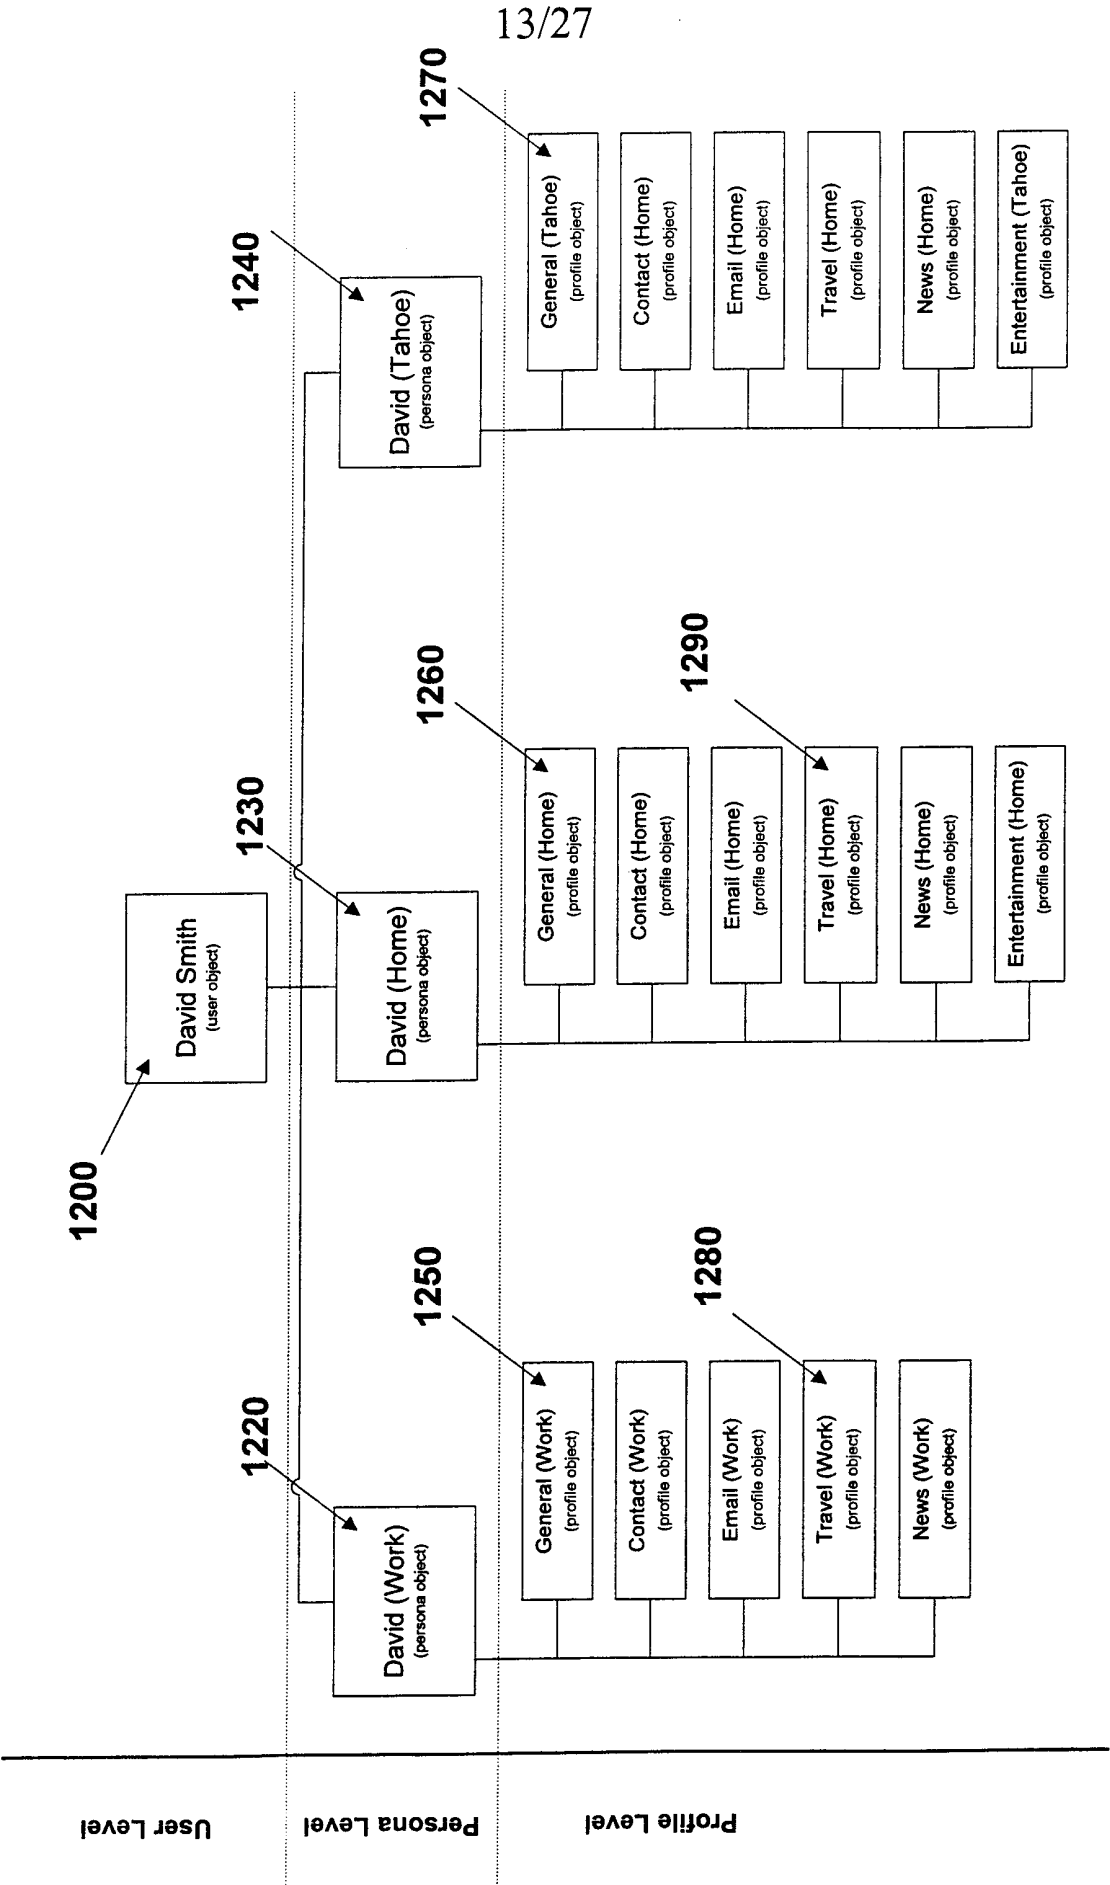 13/27
1200
David Smith
(user object)
1220
1230
1240
David (Work)
(persona object)
David (Home)
(persona object)
David (Tahoe)
(persona object)
1250
1260
1270
General (Work)
(profile object)
Contact (Work)
(profile object)
Email (Work)
(profile object)
1280
Travel (Work)
(profile object)
News (Work)
(profile object)
General (Home)
(profile object)
Contact (Home)
(profile object)
Email (Home)
(profile object)
1290
Travel (Home)
(profile object)
News (Home)
(profile object)
Entertainment (Home)
(profile object)
General (Tahoe)
(profile object)
Contact (Home)
(profile object)
Email (Home)
(profile object)
Travel (Home)
(profile object)
News (Home)
(profile object)
Entertainment (Tahoe)
(profile object)
User Level
Persona Level
Profile Level